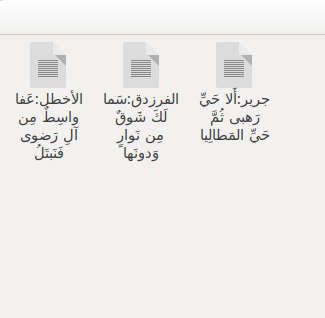 جرير:أَلا حَيِّ
رَهبى ثُمَّ
حَيِّ المَطالِيا
الفرزدق:سَما
لَكَ شَوقٌ
مِن نَوارٍ
وَدونَها
الأخطل:عَفا
واسِطٌ مِن
آلِ رَضوى
فَنَبتَلُ